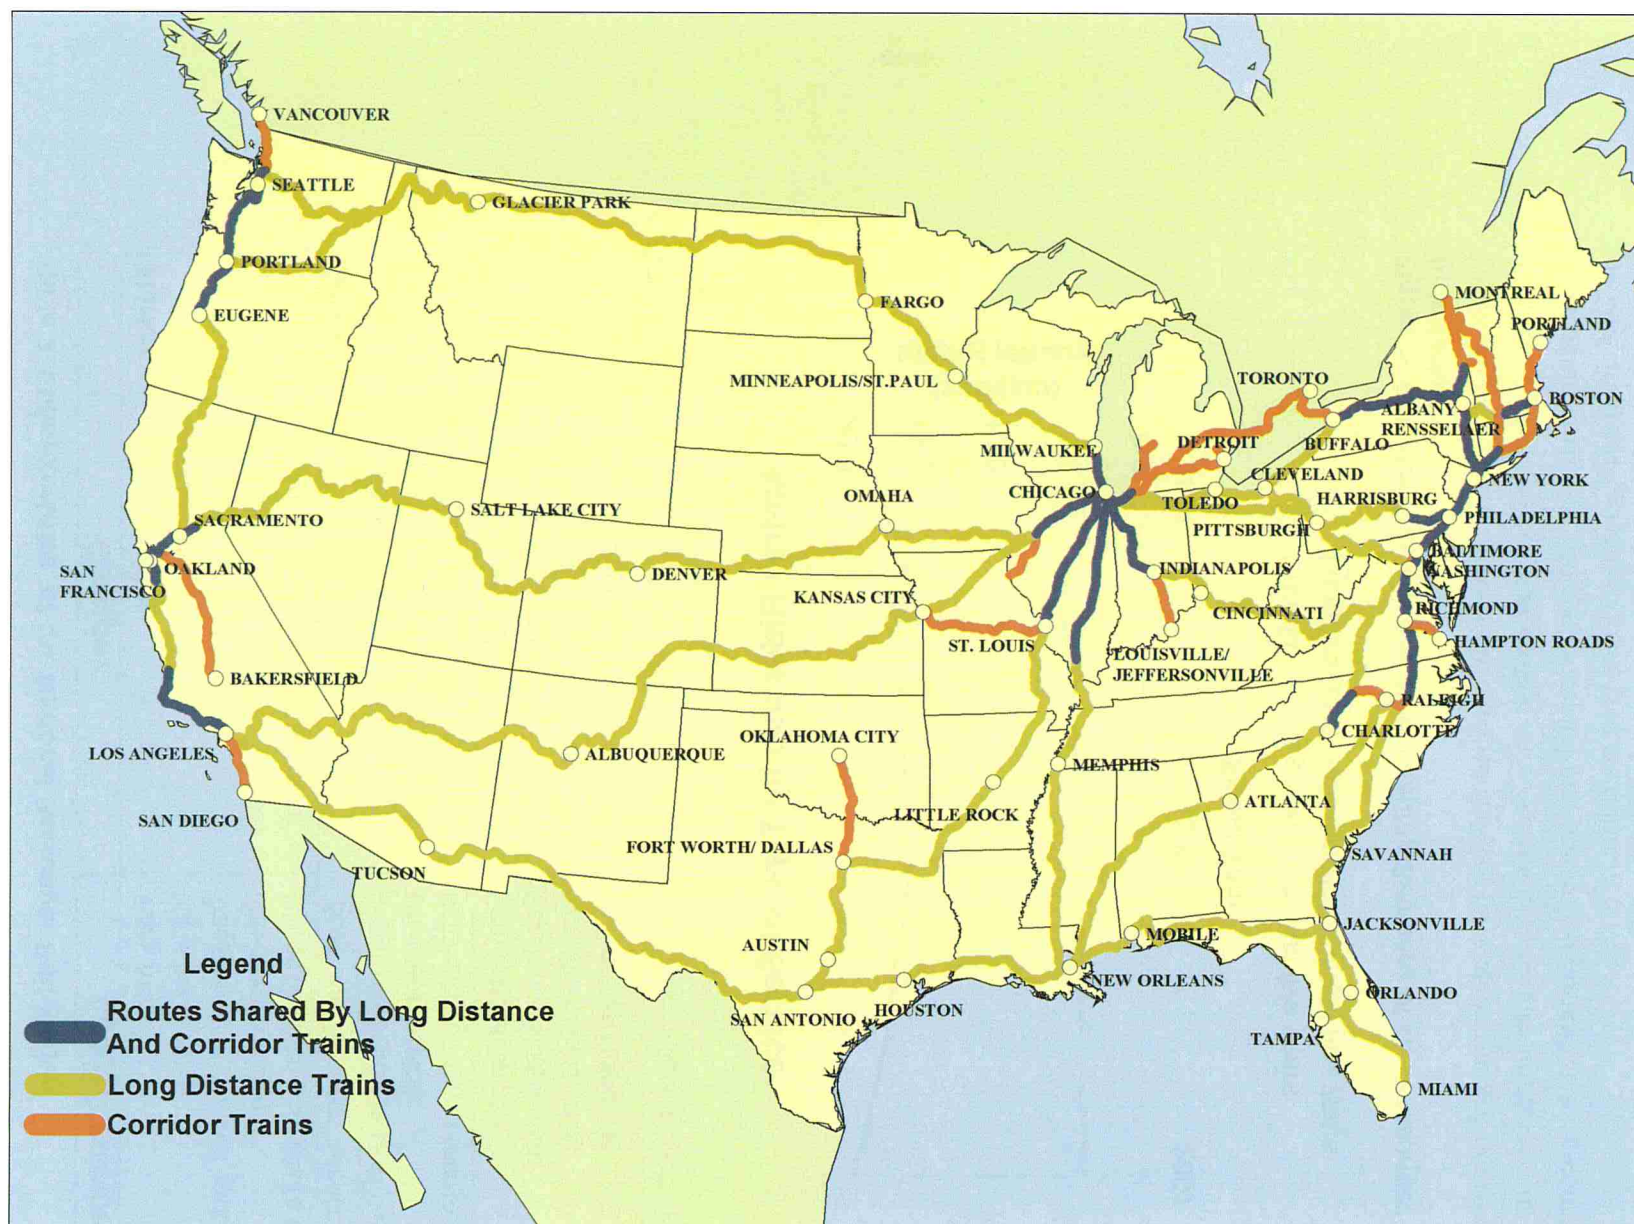 VANCOUVER
SEATTLE
GLACIER PARK
PORTLAND
EUGENE
FARGO
MONTREAL
PORTLAND
MINNEAPOLIS/ST.PAUL
TORONTO
BOSTON
ALBANY
RENSSELAER
DETROIT
BUFFALO
MILWAUKEE
CLEVELAND
NEW YORK
CHICAGO
OMAHA
TOLEDO
HARRISBURG
SALT LAKE CITY
SACRAMENTO
PITTSBURGH
PHILADELPHIA
BALTIMORE
WASHINGTON
OAKLAND
SAN
FRANCISCO
DENVER
INDIANAPOLIS
KANSAS CITY
CINCINNATI
RICHMOND
HAMPTON ROADS
ST. LOUIS
LOUISVILLE/
JEFFERSONVILLE
BAKERSFIELD
RALEIGH
CHARLOTTE
LOS ANGELES
ALBUQUERQUE
OKLAHOMA CITY
MEMPHIS
ATLANTA
SAN DIEGO
LITTLE ROCK
FORT WORTH/ DALLAS
SAVANNAH
TUCSON
JACKSONVILLE
AUSTIN
MOBILE
NEW ORLEANS
ORLANDO
HOUSTON
SAN ANTONIO
TAMPA
MIAMI
Legend
Routes Shared By Long Distance
And Corridor Trains
Long Distance Trains
Corridor Trains